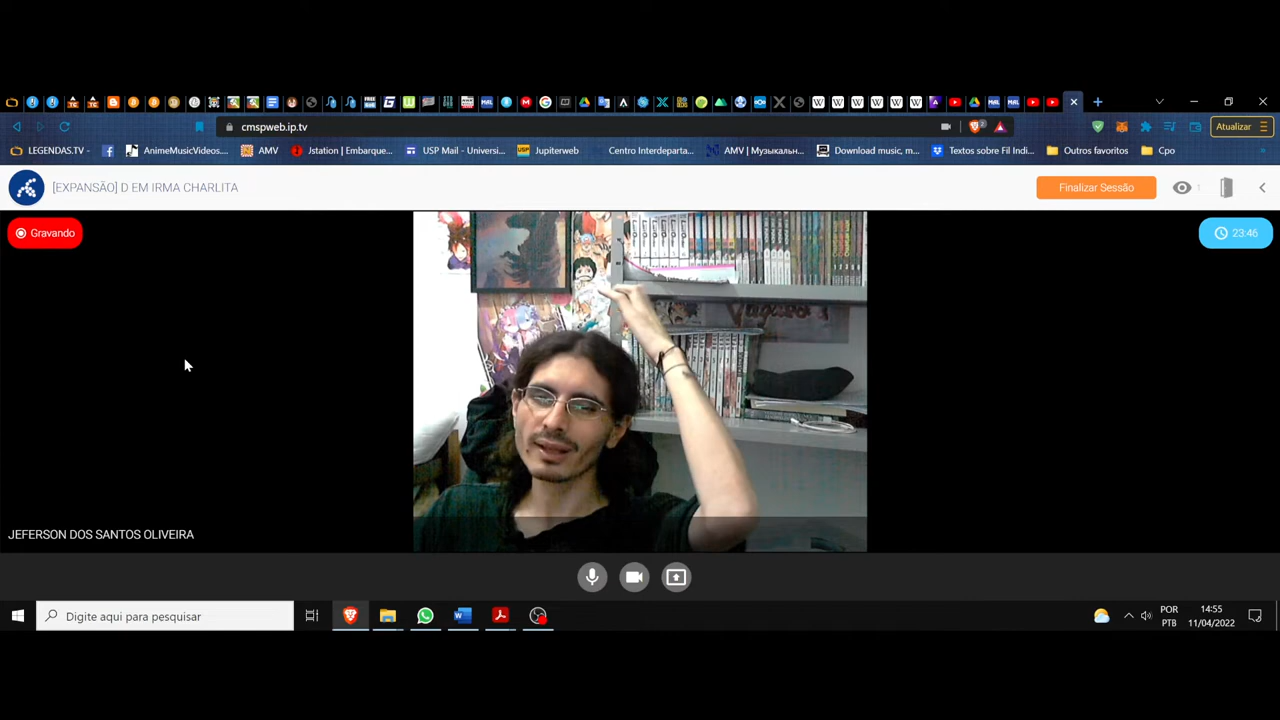 cmspweb.ip.tv
Atualizar
LEGENDAS.TV -
AnimeMusicVideos...
AMV
Jstation | Embarque...
USP Mail - Universi...
Jupiterweb
Centro Interdeparta...
AMV | Музыкальн...
Download music, m...
Textos sobre Fil Indi...
Outros favoritos
Cpo
[EXPANSÃO] D EM IRMA CHARLITA
Finalizar Sessão
1
Gravando
23:46
JEFERSON DOS SANTOS OLIVEIRA
Digite aqui para pesquisar
POR
PTB
14:55
11/04/2022